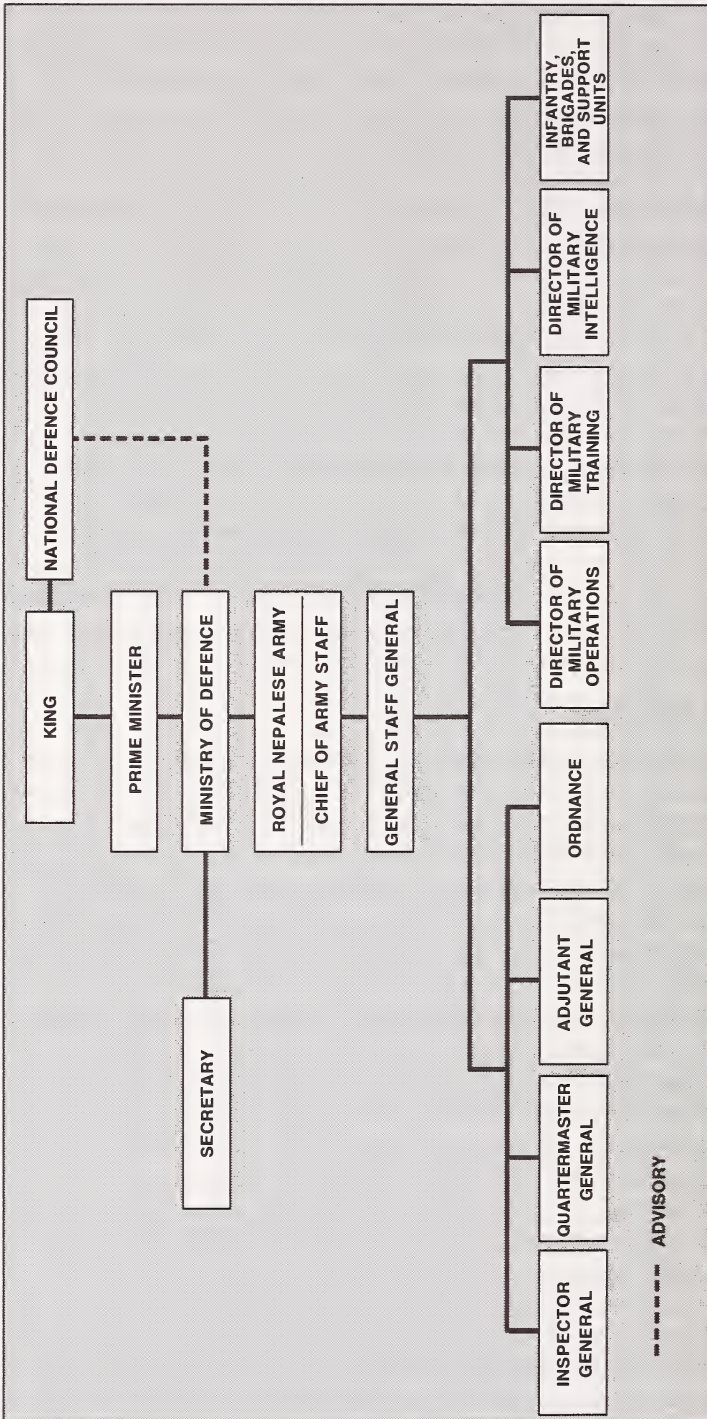 KING
NATIONAL DEFENCE COUNCIL
PRIME MINISTER
SECRETARY
MINISTRY OF DEFENCE
ROYAL NEPALESE ARMY
CHIEF OF ARMY STAFF
GENERAL STAFF GENERAL
INSPECTOR
GENERAL
QUARTERMASTER
GENERAL
ADJUTANT
GENERAL
ORDNANCE
DIRECTOR OF
MILITARY
OPERATIONS
DIRECTOR OF
MILITARY
TRAINING
DIRECTOR OF
MILITARY
INTELLIGENCE
INFANTRY,
BRIGADES,
AND SUPPORT
UNITS
ADVISORY